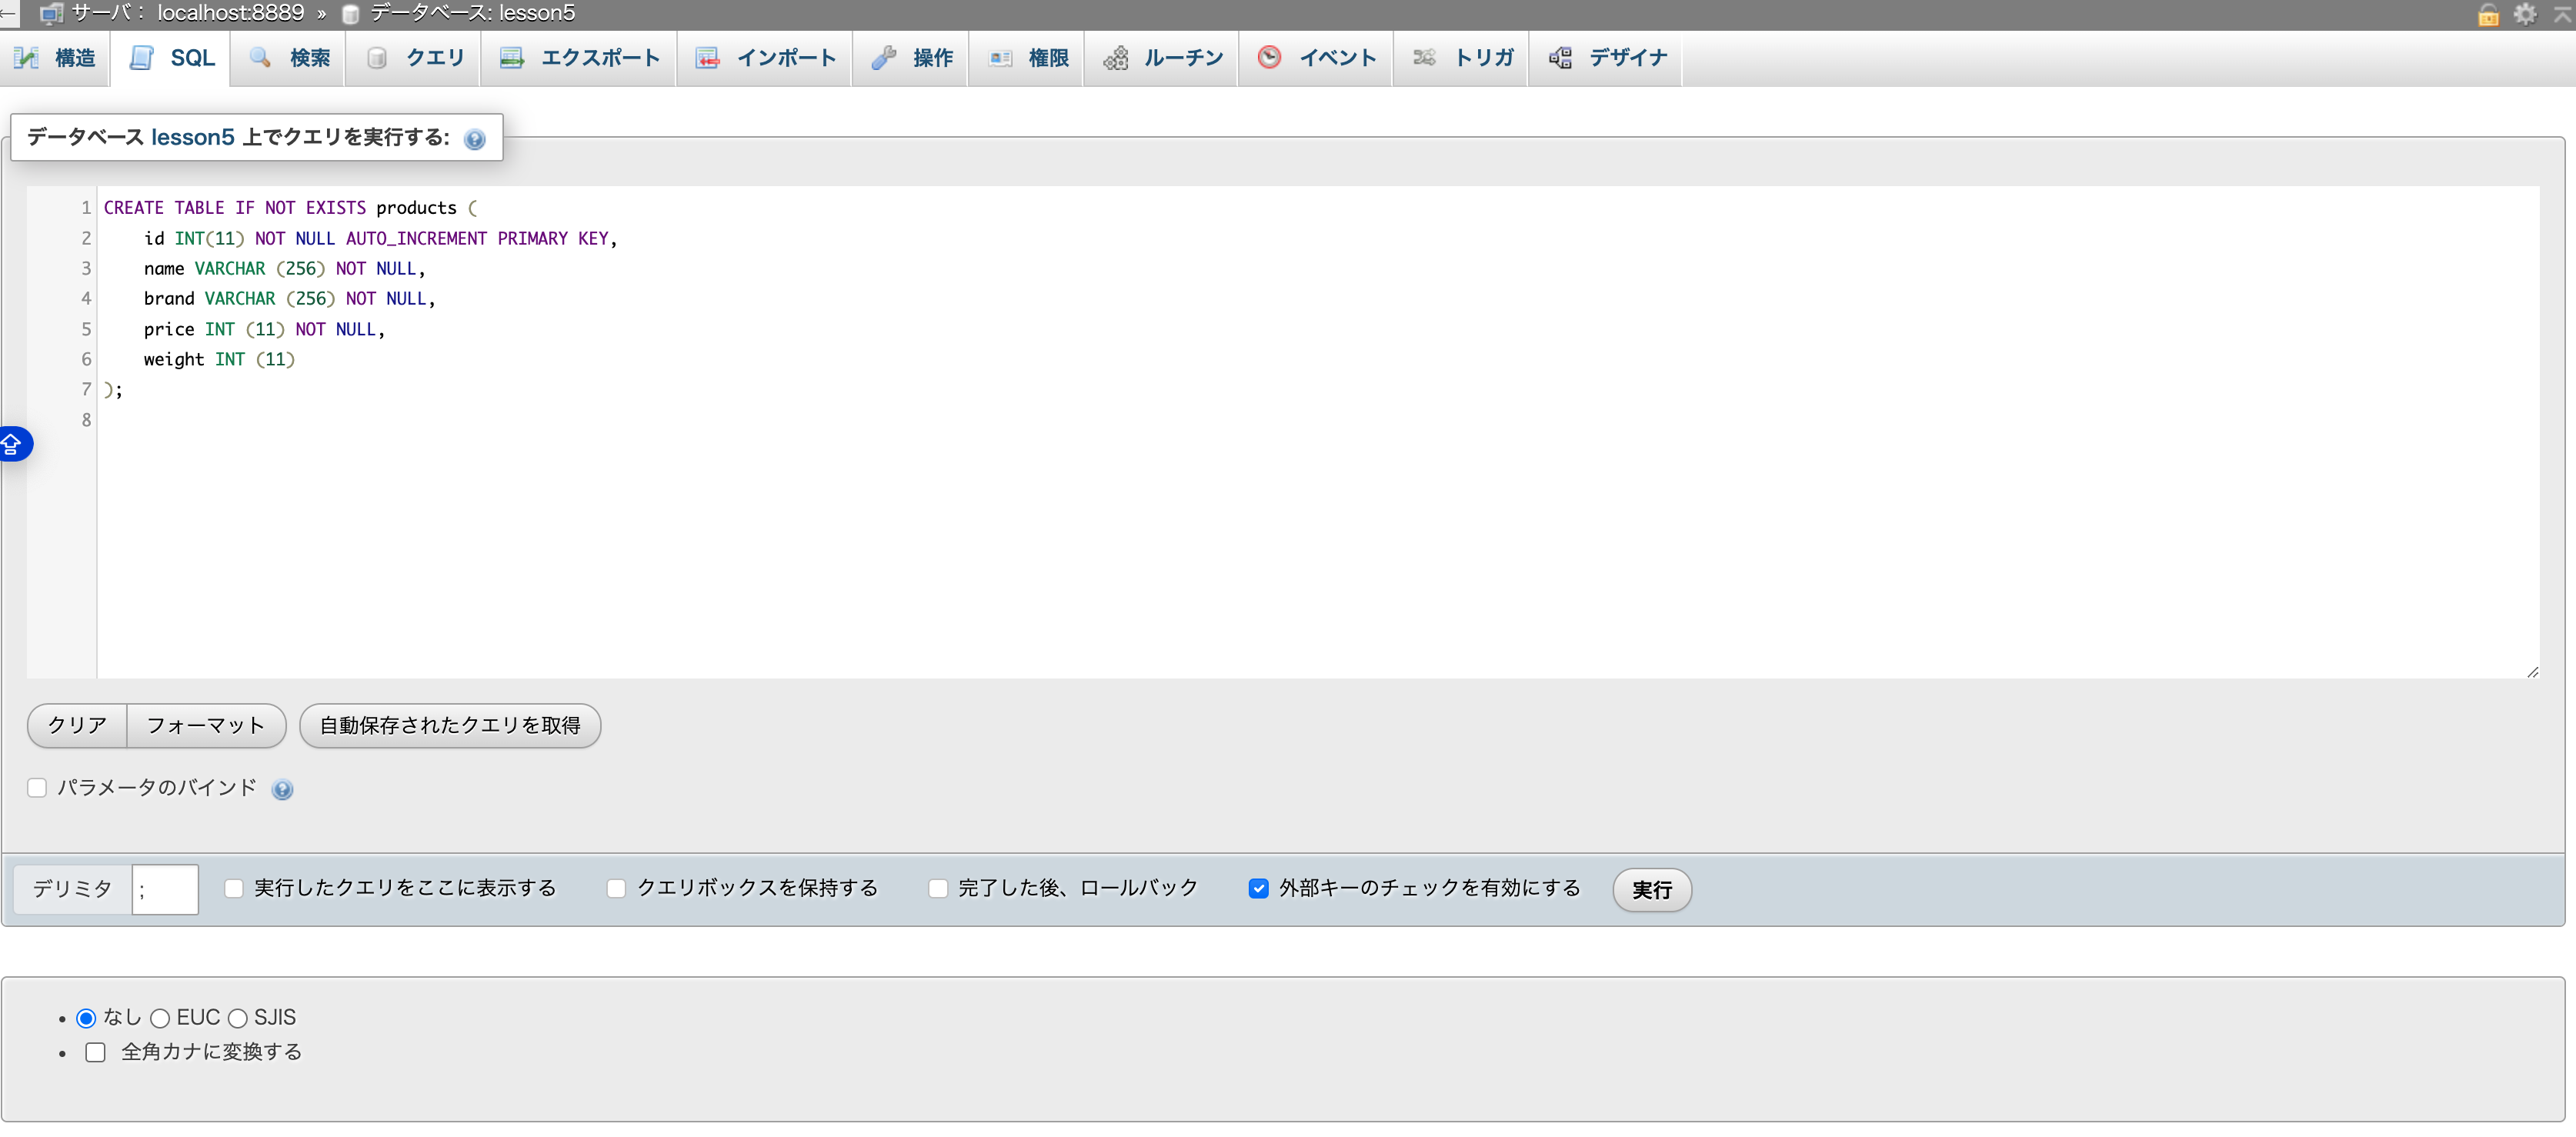 サーバ： localhost:8889 » データベース: lesson5
構造 SQL 検索 クエリ エクスポート インポート 操作 権限 ルーチン イベント トリガ デザイナ
データベース lesson5 上でクエリを実行する:
1 CREATE TABLE IF NOT EXISTS products (
2 id INT(11) NOT NULL AUTO_INCREMENT PRIMARY KEY,
3 name VARCHAR (256) NOT NULL,
4 brand VARCHAR (256) NOT NULL,
5 price INT (11) NOT NULL,
6 weight INT (11)
7 );
8
クリア フォーマット 自動保存されたクエリを取得
パラメータのバインド
デリミタ ; 実行したクエリをここに表示する クエリボックスを保持する 完了した後、ロールバック 外部キーのチェックを有効にする 実行
なし EUC SJIS
全角カナに変換する